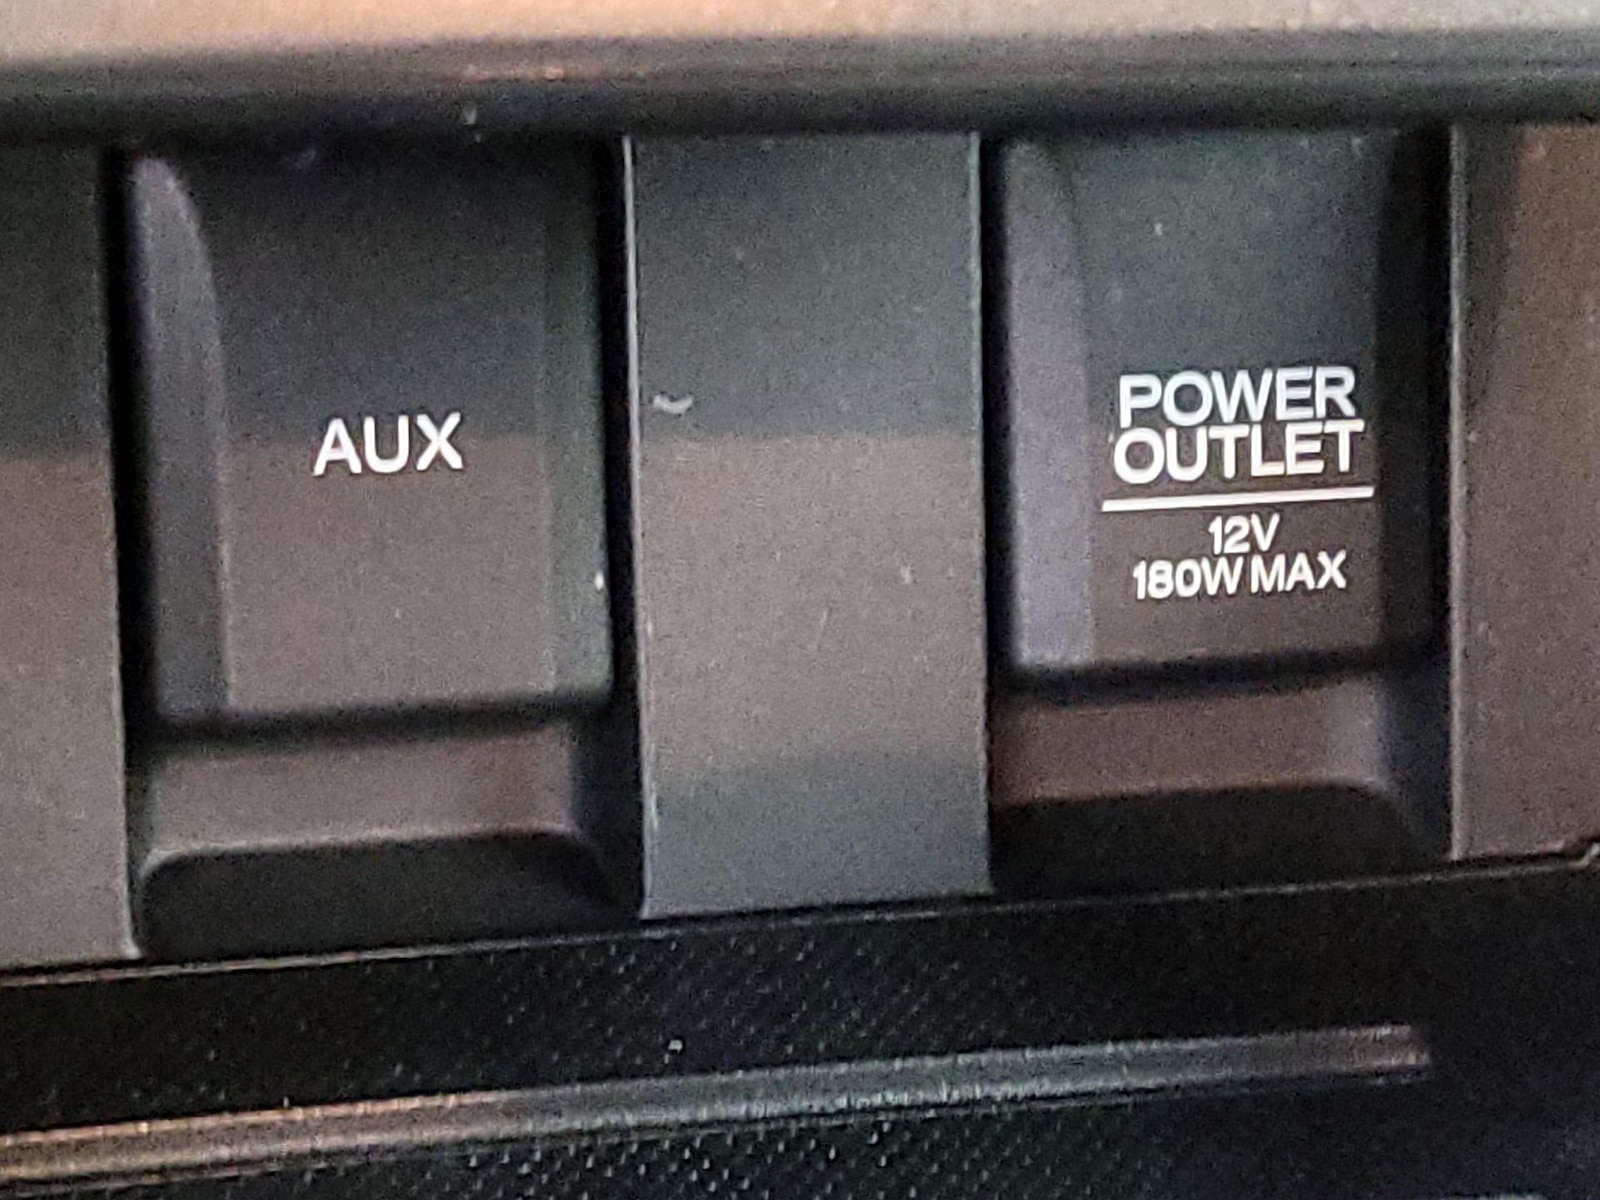 AUX
POWER
OUTLET
12V
180W MAX